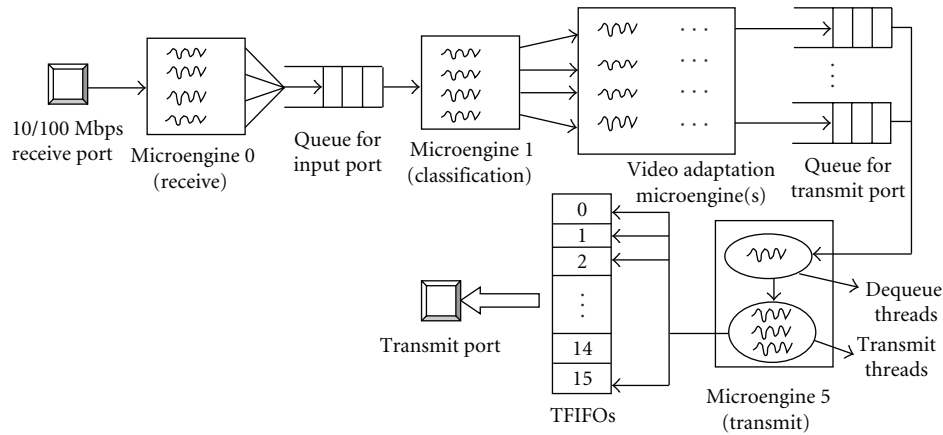 10/100 Mbps
receive port
Microengine 0
(receive)
Queue for
input port
Microengine 1
(classification)
Video adaptation
microengine(s)
Queue for
transmit port
0
1
2
14
15
TFIFOs
Transmit port
Dequeue
threads
Transmit
threads
Microengine 5
(transmit)